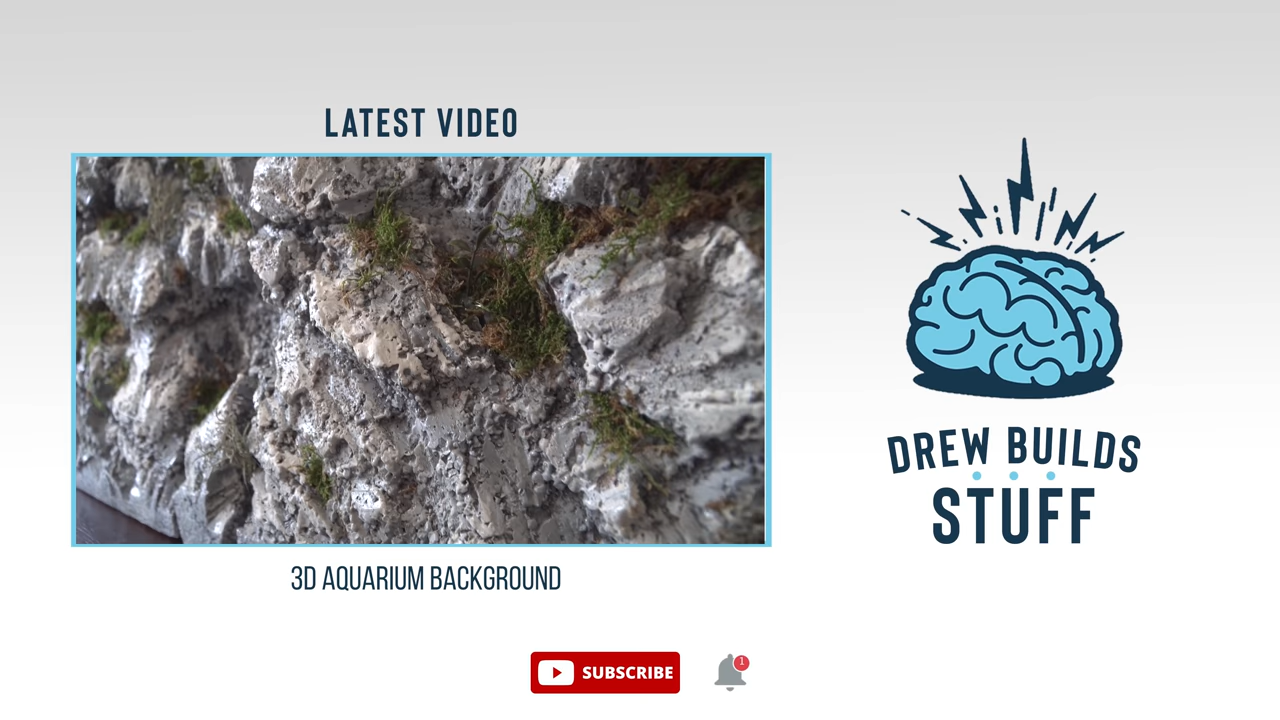 LATEST VIDEO
3D AQUARIUM BACKGROUND
DREW BUILDS
STUFF
SUBSCRIBE
1